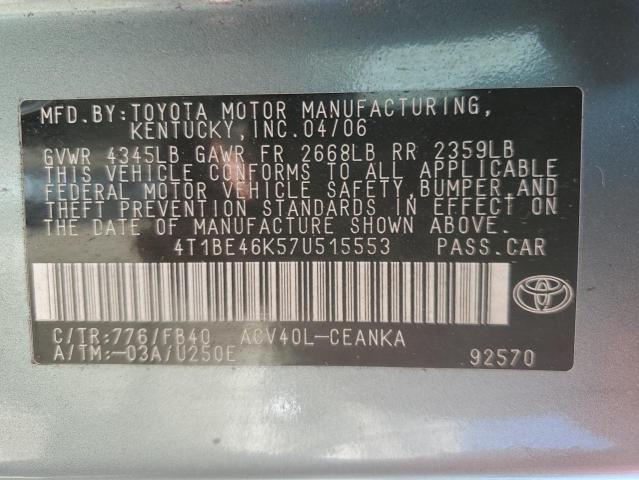 MFD.BY:TOYOTA MOTOR MANUFACTURING,
KENTUCKY, INC. 04/06
GVWR 4345LB GAWR FR 2668LB RR 2359LB
THIS VEHICLE CONFORMS TO ALL APPLICABLE
FEDERAL MOTOR VEHICLE SAFETY, BUMPER, AND
THEFT PREVENTION STANDARDS IN EFFECT ON
THE DATE OF MANUFACTURE SHOWN ABOVE.
4T1BE46K57U515553 PASS.CAR
C/TR:776/FB40 ACV40L-CEANKA
A/TM:-03A/U250E 92570